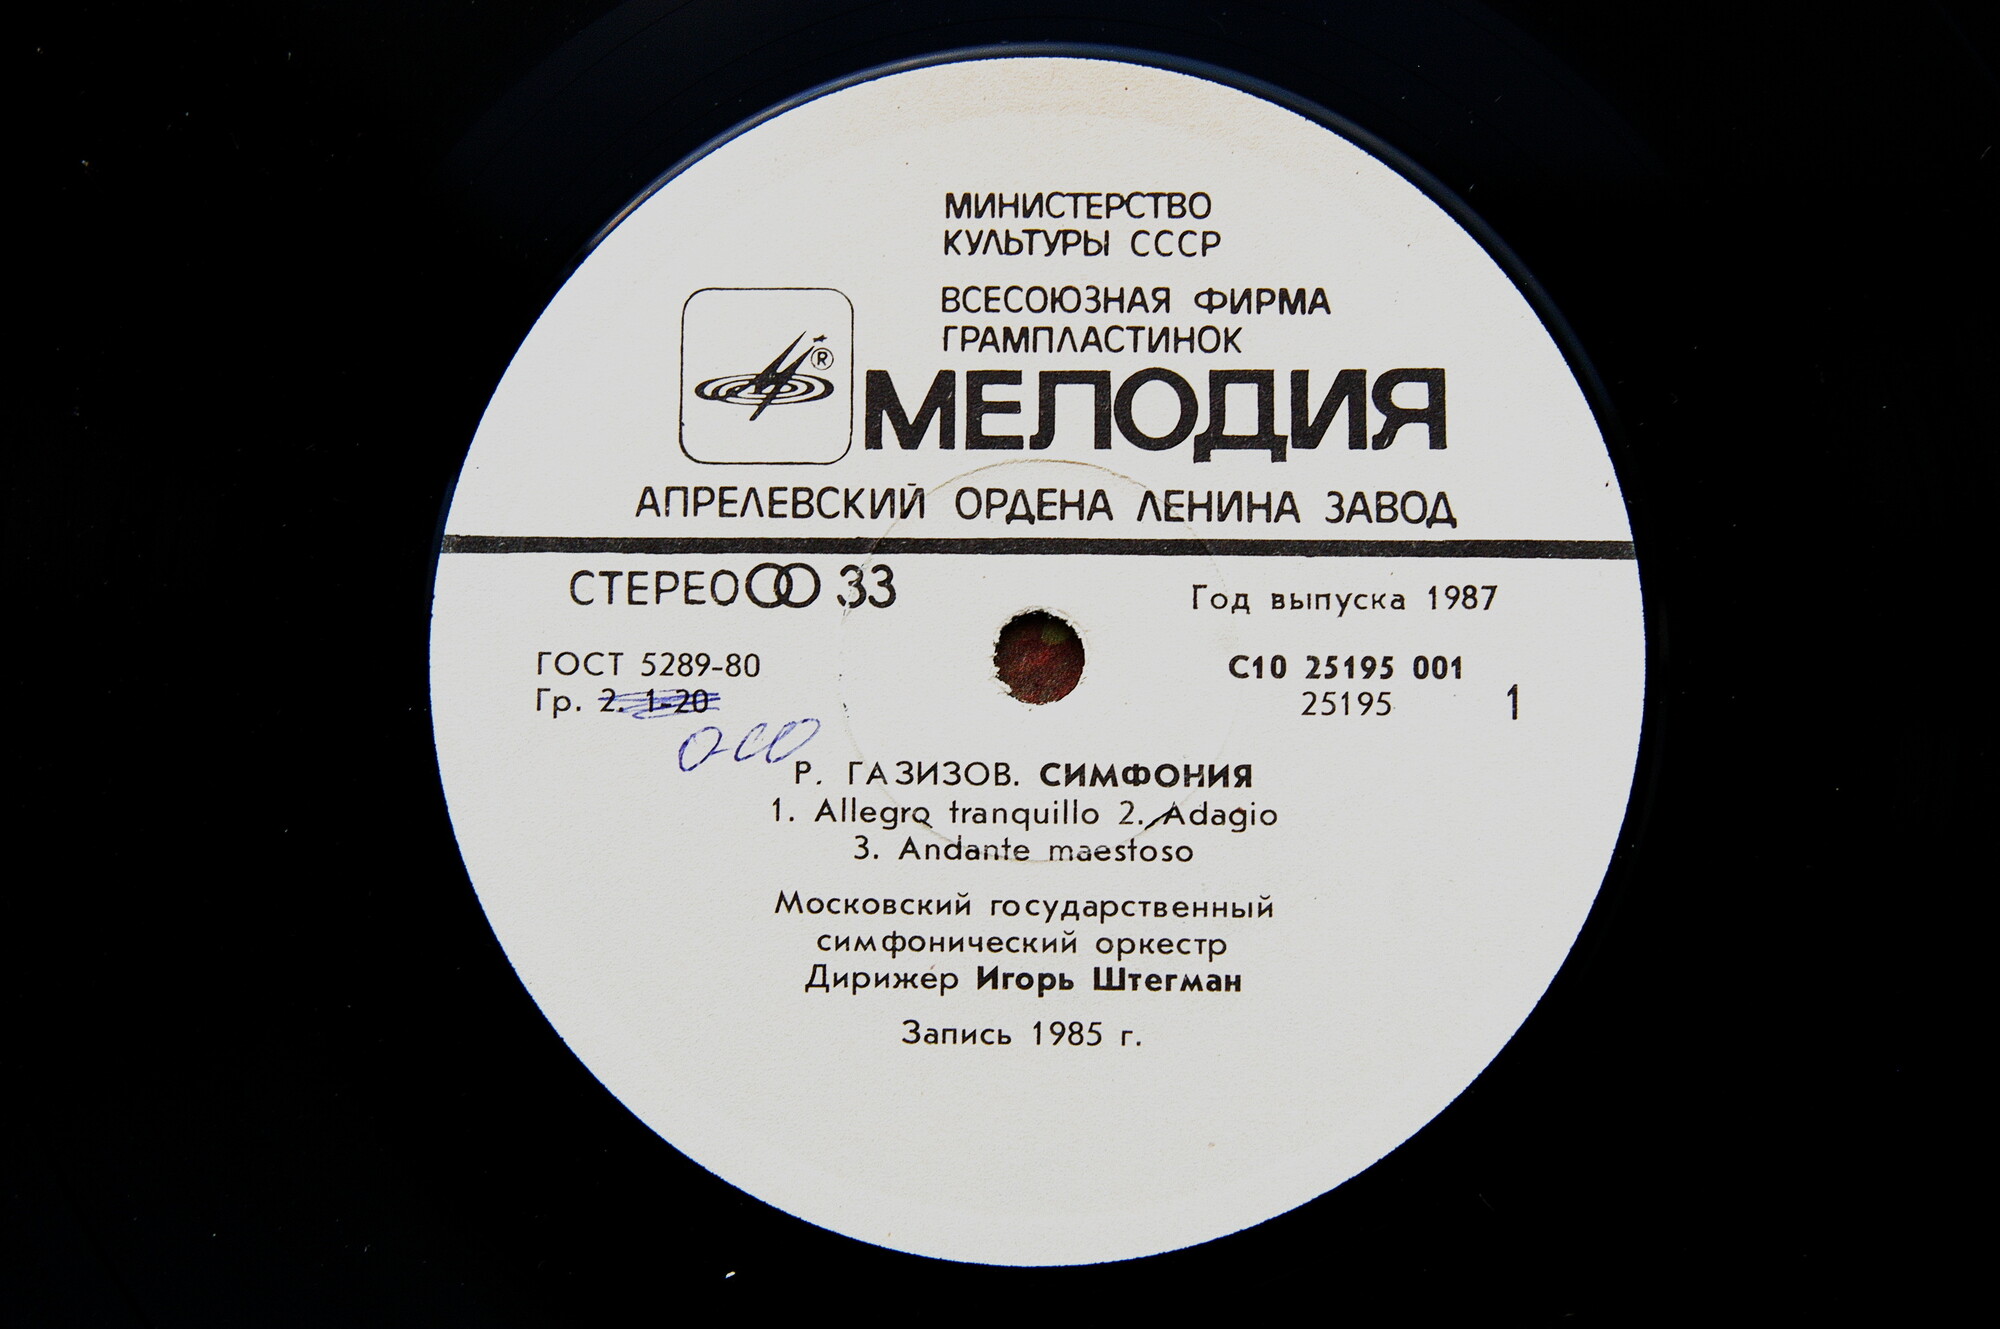 МИНИСТЕРСТВО
КУЛЬТУРЫ СССР
ВСЕСОЮЗНАЯ ФИРМА
ГРАМПЛАСТИНОК
®
МЕЛОДИЯ
АПРЕЛЕВСКИЙ ОРДЕНА ЛЕНИНА ЗАВОД
СТЕРЕО 33
Год выпуска 1987
ГОСТ 5289-80
С10 25195 001
Гр. 2. 1-20
25195 1
Р. ГАЗИЗОВ. СИМФОНИЯ
1. Allegro tranquillo 2. Adagio
3. Andante maestoso
Московский государственный
симфонический оркестр
Дирижер Игорь Штегман
Запись 1985 г.